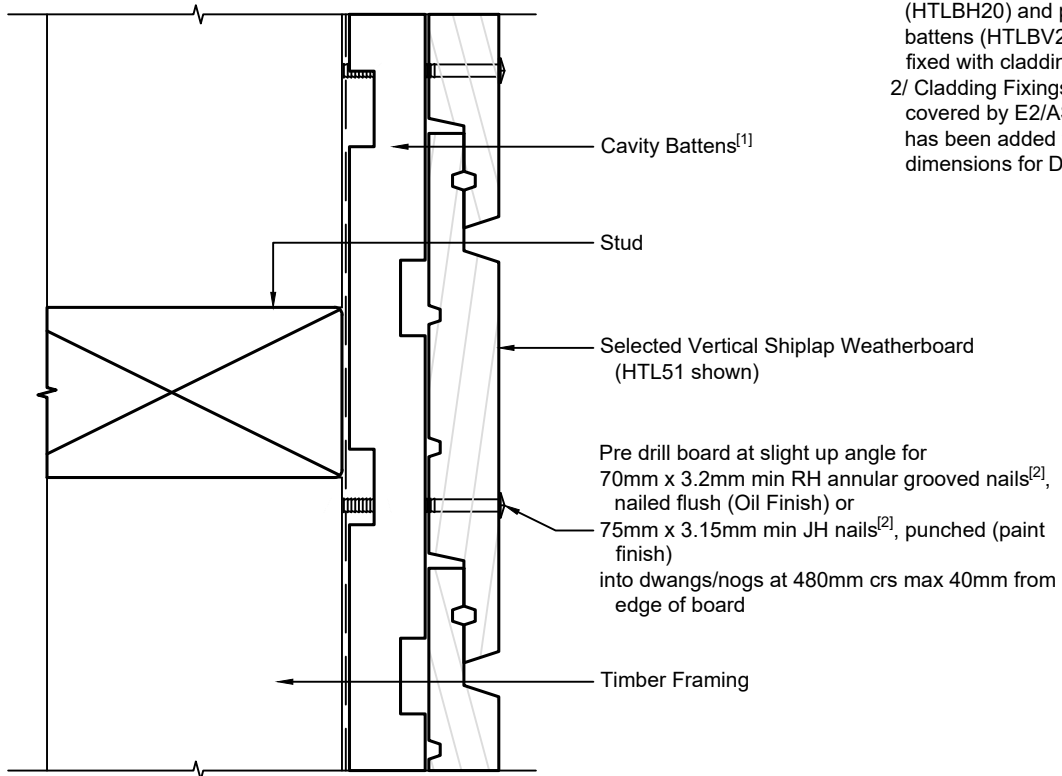 (HTLBH20) and
battens
fixed with
2/ Cladding Fixings
covered by
has been added
dimensions for
Cavity Battens[1]
Stud
Selected Vertical Shiplap Weatherboard
(HTL51 shown)
Pre drill board at slight up angle for
70mm x 3.2mm min RH annular grooved nails[2],
nailed flush (Oil Finish) or
75mm x 3.15mm min JH nails[2], punched (paint
finish)
into dwangs/nogs at 480mm crs max 40mm from
edge of board
Timber Framing